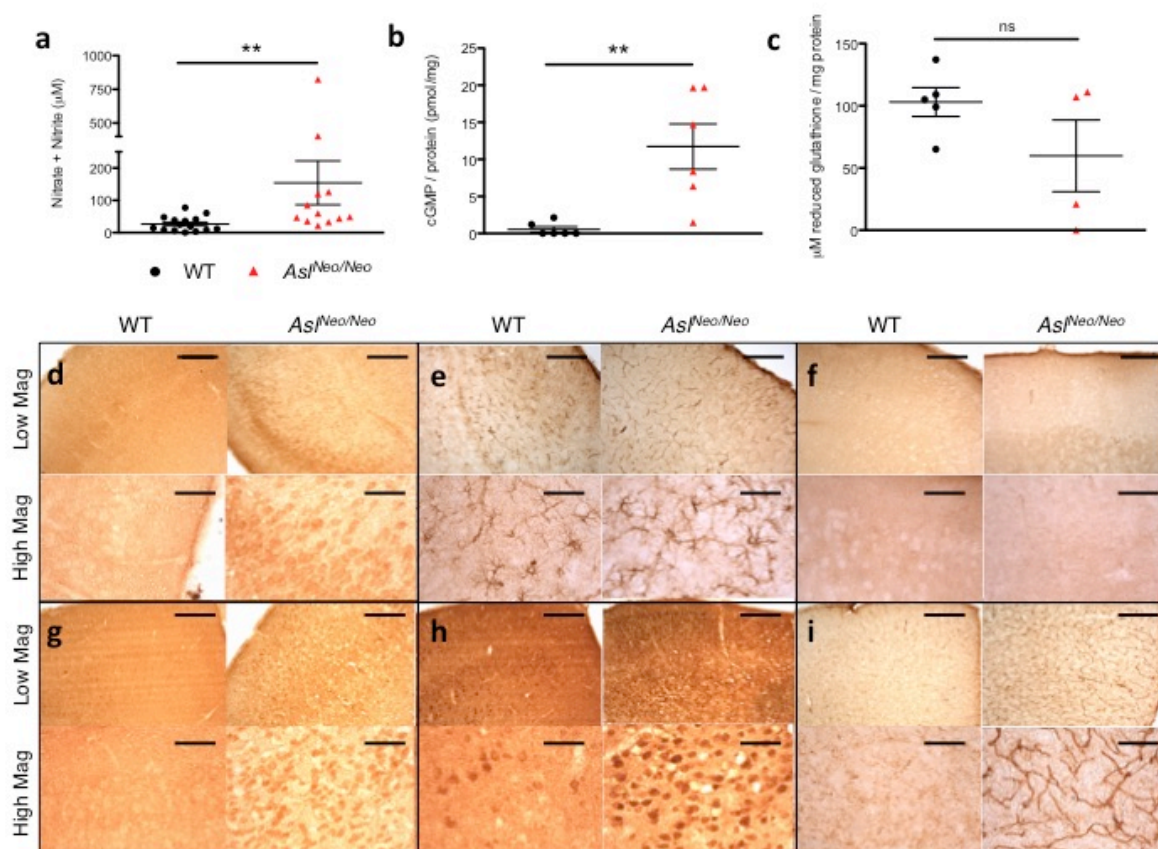 a
**
Nitrate + Nitrite (μM)
1000
750
500
200
100
0
b
**
cGMP / protein (pmol/mg)
25
20
15
10
5
0
c
ns
μM reduced glutathione / mg protein
150
100
50
0
WT
Asl^Neo/Neo
WT
Asl^Neo/Neo
WT
Asl^Neo/Neo
WT
Asl^Neo/Neo
Low Mag
d
e
f
High Mag
Low Mag
g
h
i
High Mag